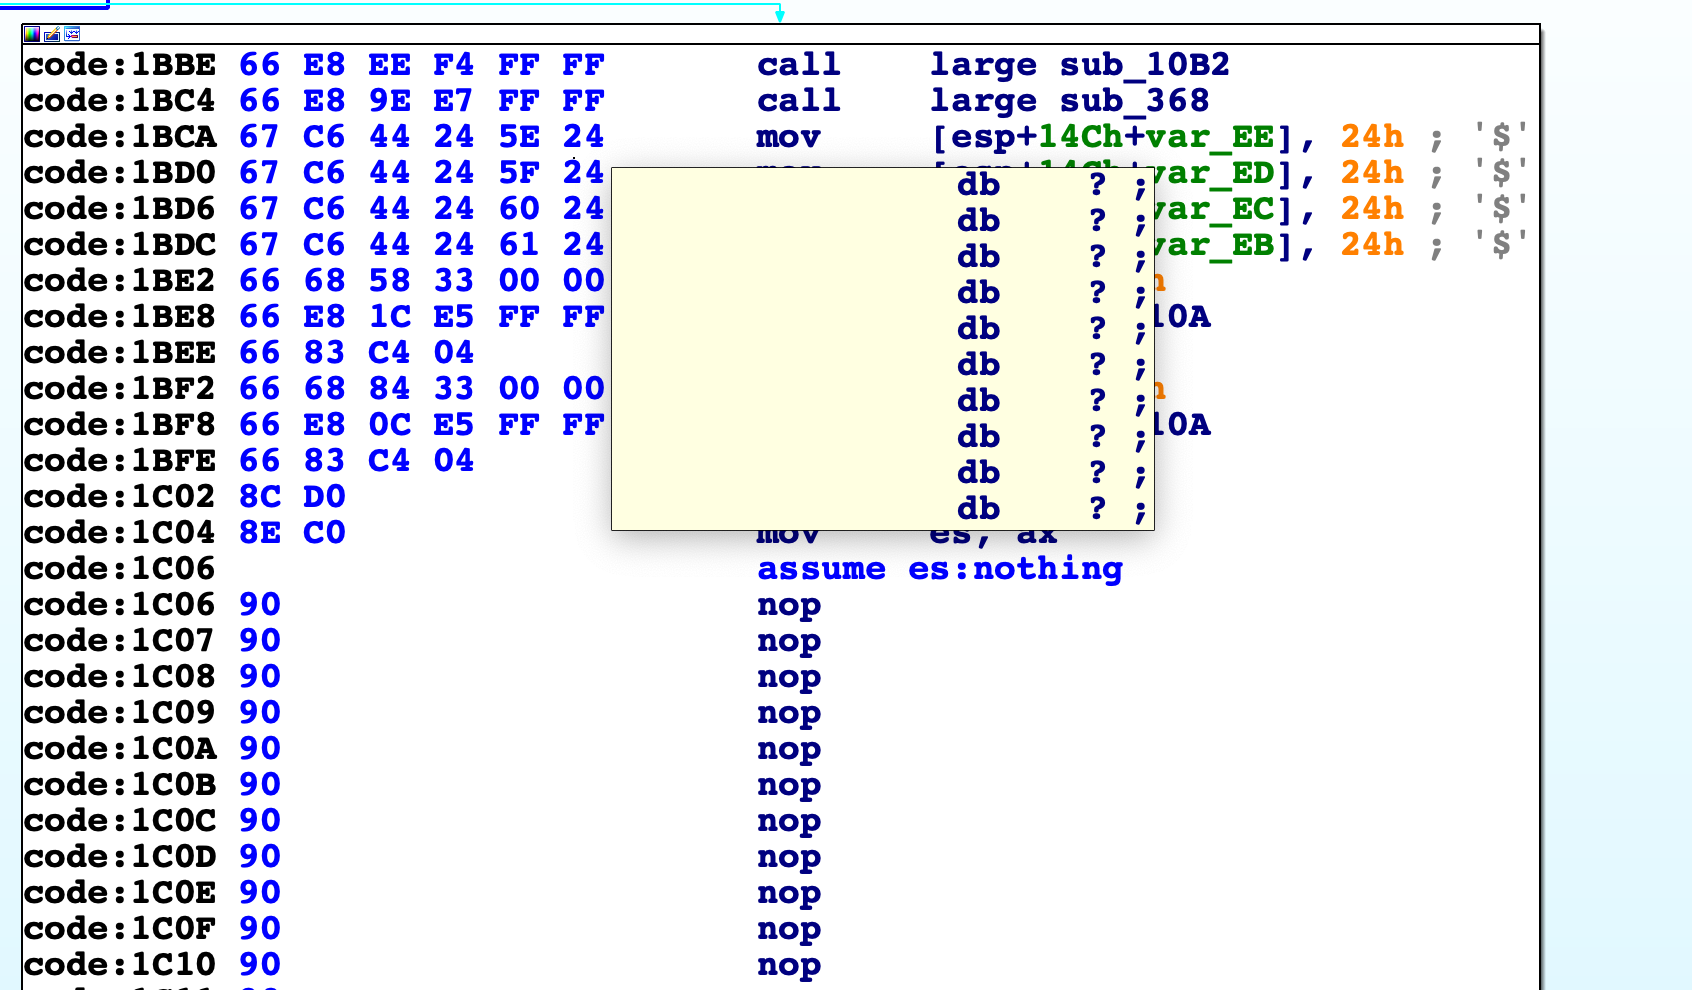 code:1BBE 66 E8 EE F4 FF FF call large sub_10B2
code:1BC4 66 E8 9E E7 FF FF call large sub_368
code:1BCA 67 C6 44 24 5E 24 mov [esp+14Ch+var_EE], 24h ; '$'
code:1BD0 67 C6 44 24 5F 24 var_ED], 24h ; '$'
db ? ;
code:1BD6 67 C6 44 24 60 24 var_EC], 24h ; '$'
db ? ;
code:1BDC 67 C6 44 24 61 24 var_EB], 24h ; '$'
db ? ;
code:1BE2 66 68 58 33 00 00 h
db ? ;
code:1BE8 66 E8 1C E5 FF FF 10A
db ? ;
code:1BEE 66 83 C4 04
db ? ;
code:1BF2 66 68 84 33 00 00 h
db ? ;
code:1BF8 66 E8 0C E5 FF FF 10A
db ? ;
code:1BFE 66 83 C4 04
db ? ;
code:1C02 8C D0
db ? ;
code:1C04 8E C0 mov es, ax
code:1C06 assume es:nothing
code:1C06 90 nop
code:1C07 90 nop
code:1C08 90 nop
code:1C09 90 nop
code:1C0A 90 nop
code:1C0B 90 nop
code:1C0C 90 nop
code:1C0D 90 nop
code:1C0E 90 nop
code:1C0F 90 nop
code:1C10 90 nop